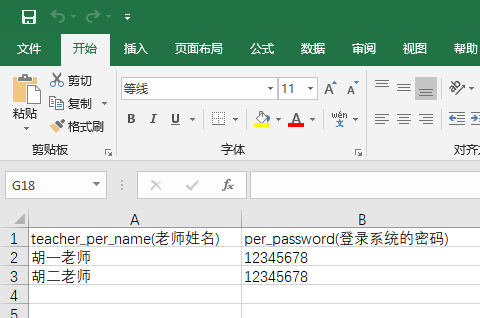 文件 开始 插入 页面布局 公式 数据 审阅 视图 帮助
剪切
复制
粘贴
格式刷
剪贴板
等线 11 A A
B I U A wén 文
字体
对齐方
G18 fx
A B
1 teacher_per_name(老师姓名) per_password(登录系统的密码)
2 胡一老师 12345678
3 胡二老师 12345678
4
5